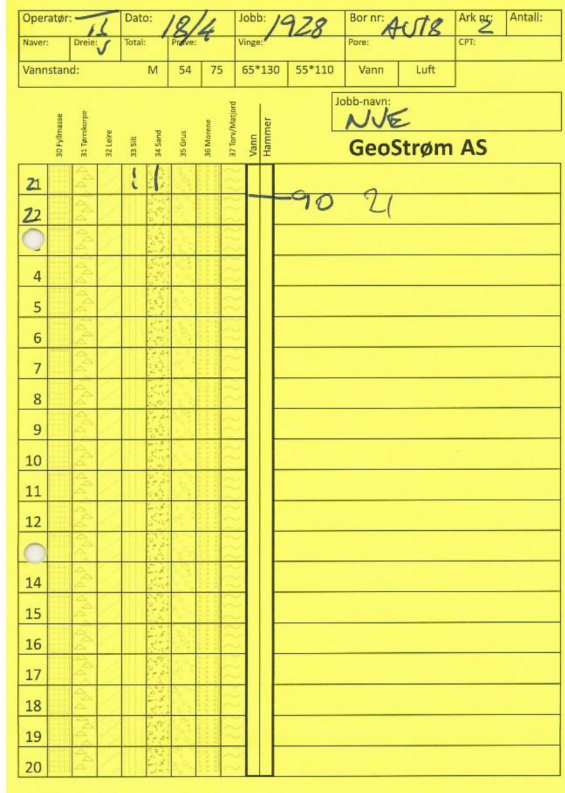 Operatør: TS Dato: 18/4 Jobb: 1928 Bor nr: AUT8 Ark nr: 2 Antall:
Naver: Dreie: Total: Prøve: Vinge: Pore: CPT:
Vannstand: M 54 75 65*130 55*110 Vann Luft
Jobb-navn:
NVE
GeoStrøm AS
30 Fyllmasse
31 Tørrskorpe
32 Leire
33 Silt
34 Sand
35 Grus
36 Morene
37 Torv/Matjord
Vann
Hammer
21
90 21
22
4
5
6
7
8
9
10
11
12
14
15
16
17
18
19
20